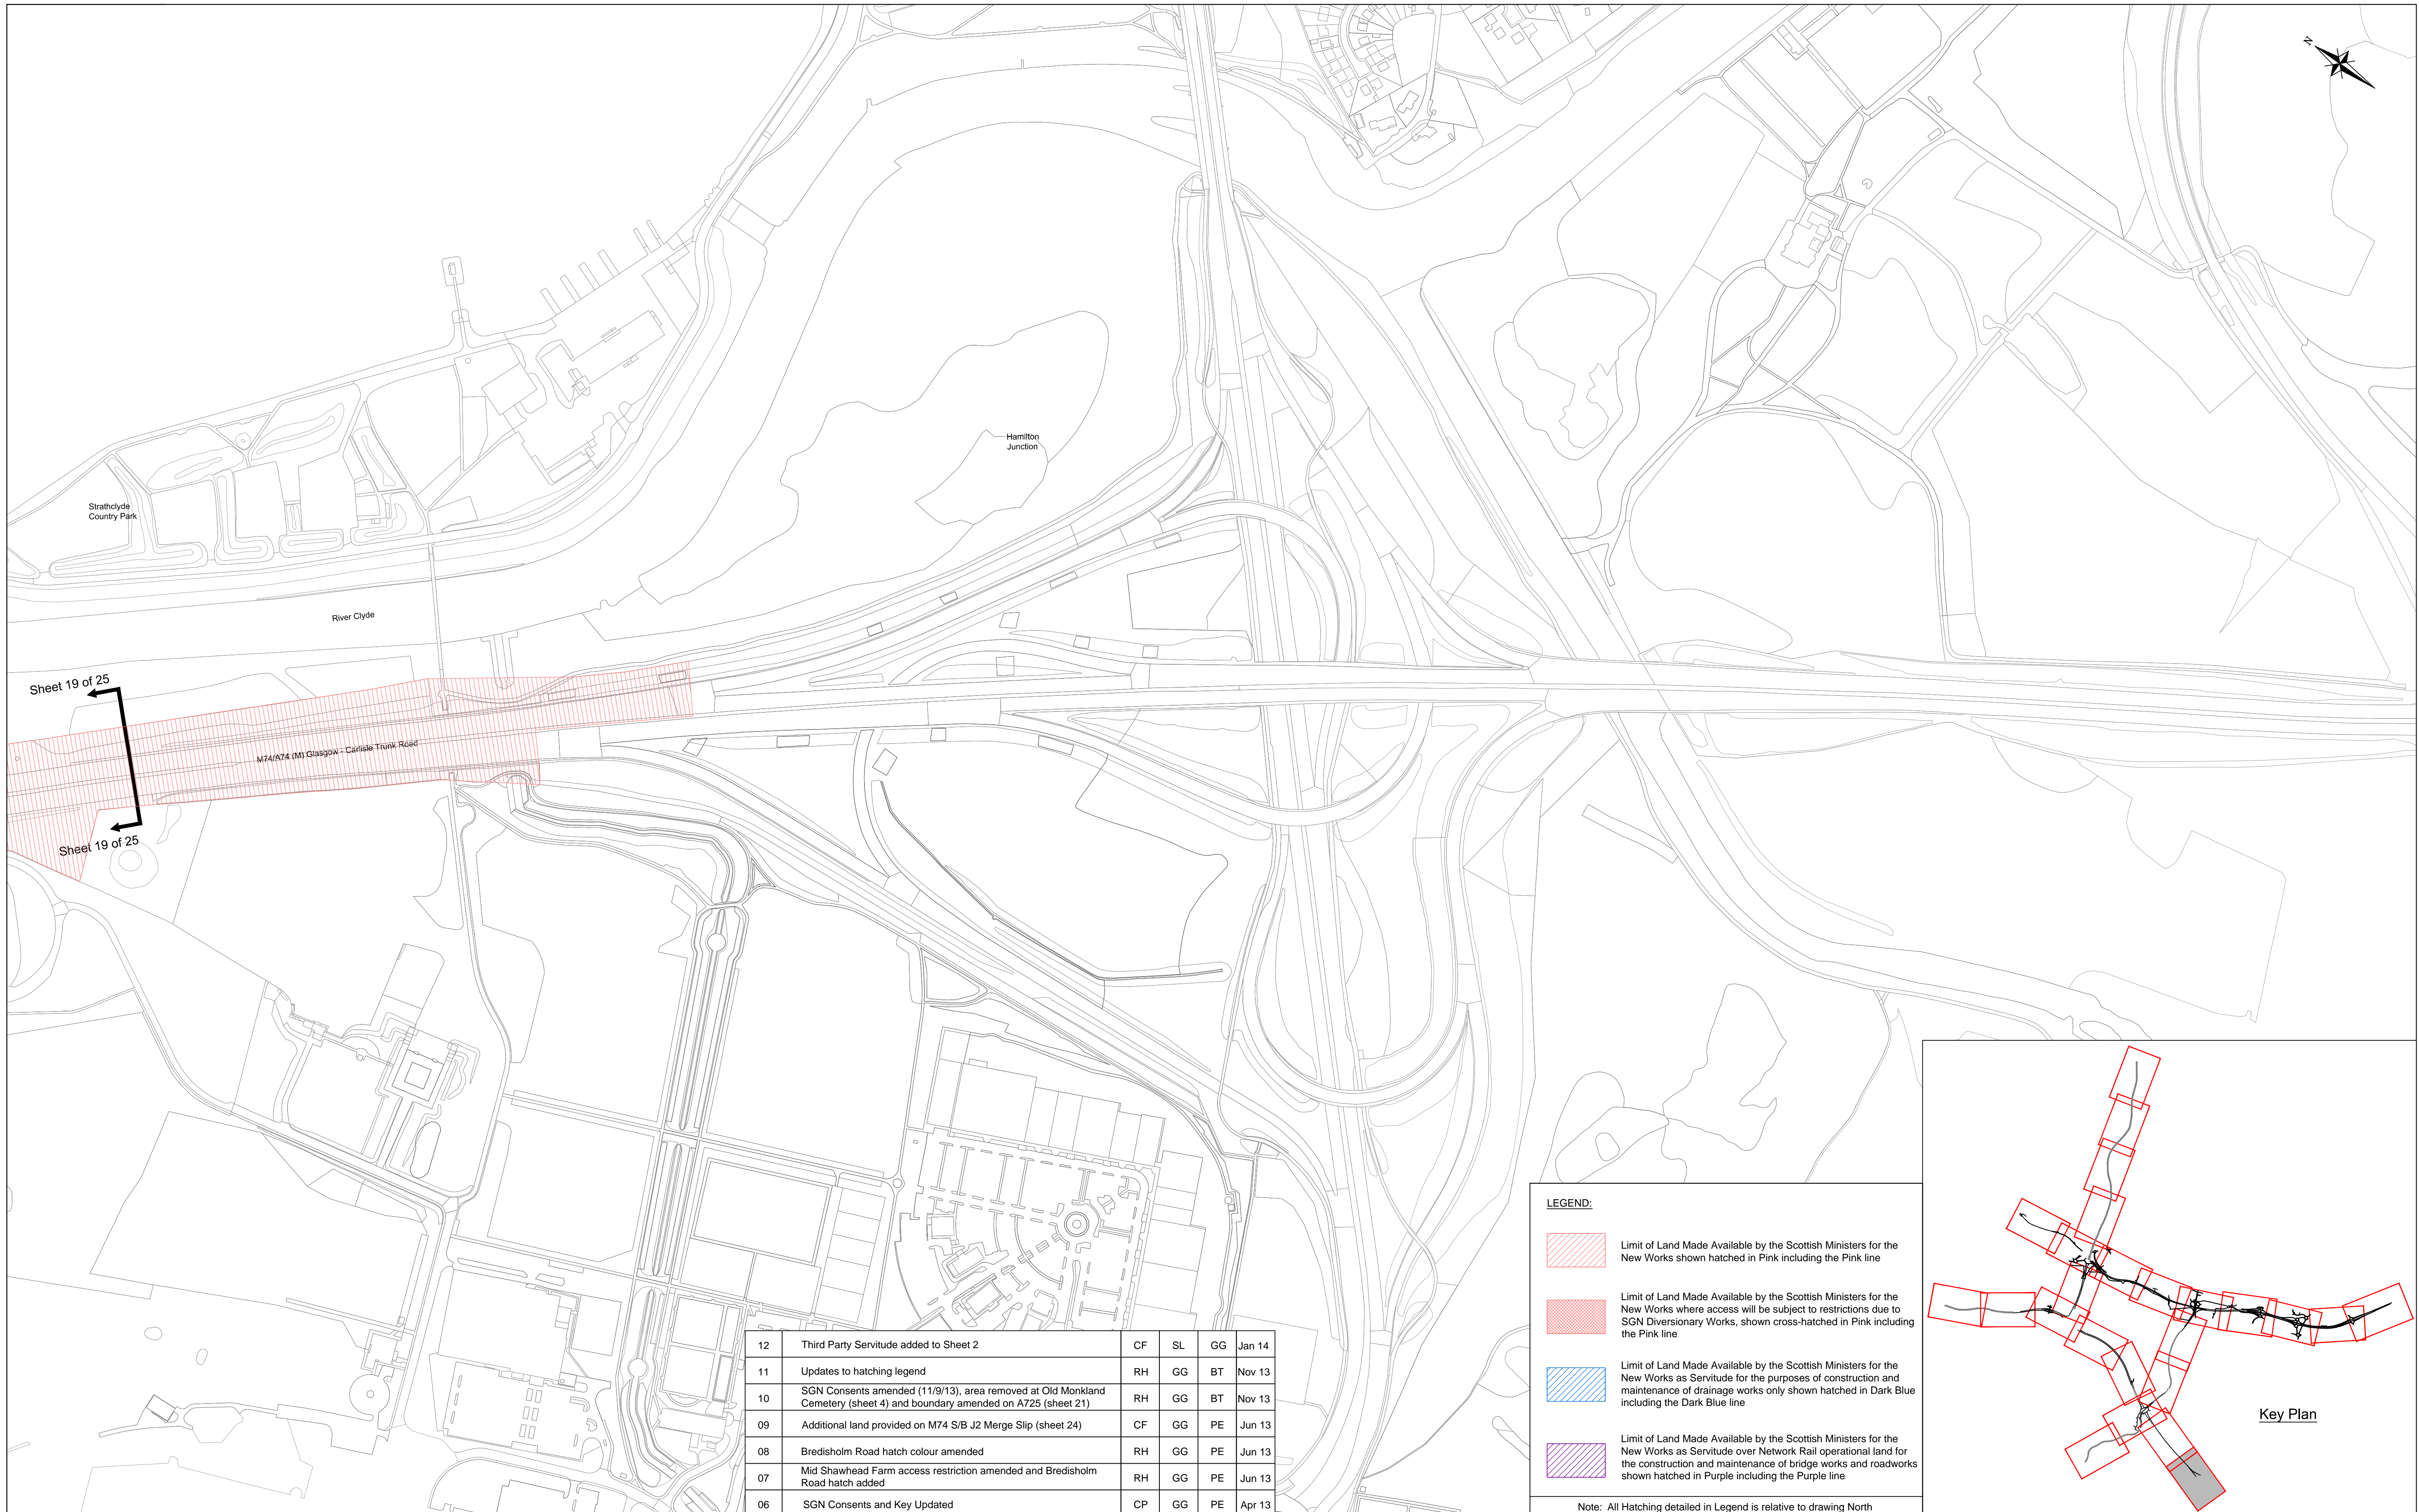 N
Hamilton
Junction
Strathclyde
Country Park
River Clyde
Sheet 19 of 25
M74/A74 (M) Glasgow - Carlisle Trunk Road
Sheet 19 of 25
12 Third Party Servitude added to Sheet 2 CF SL GG Jan 14
11 Updates to hatching legend RH GG BT Nov 13
10 SGN Consents amended (11/9/13), area removed at Old Monkland
Cemetery (sheet 4) and boundary amended on A725 (sheet 21) RH GG BT Nov 13
09 Additional land provided on M74 S/B J2 Merge Slip (sheet 24) CF GG PE Jun 13
08 Bredisholm Road hatch colour amended RH GG PE Jun 13
07 Mid Shawhead Farm access restriction amended and Bredisholm
Road hatch added RH GG PE Jun 13
06 SGN Consents and Key Updated CP GG PE Apr 13
LEGEND:
Limit of Land Made Available by the Scottish Ministers for the
New Works shown hatched in Pink including the Pink line
Limit of Land Made Available by the Scottish Ministers for the
New Works where access will be subject to restrictions due to
SGN Diversionary Works, shown cross-hatched in Pink including
the Pink line
Limit of Land Made Available by the Scottish Ministers for the
New Works as Servitude for the purposes of construction and
maintenance of drainage works only shown hatched in Dark Blue
including the Dark Blue line
Limit of Land Made Available by the Scottish Ministers for the
New Works as Servitude over Network Rail operational land for
the construction and maintenance of bridge works and roadworks
shown hatched in Purple including the Purple line
Note: All Hatching detailed in Legend is relative to drawing North
Key Plan